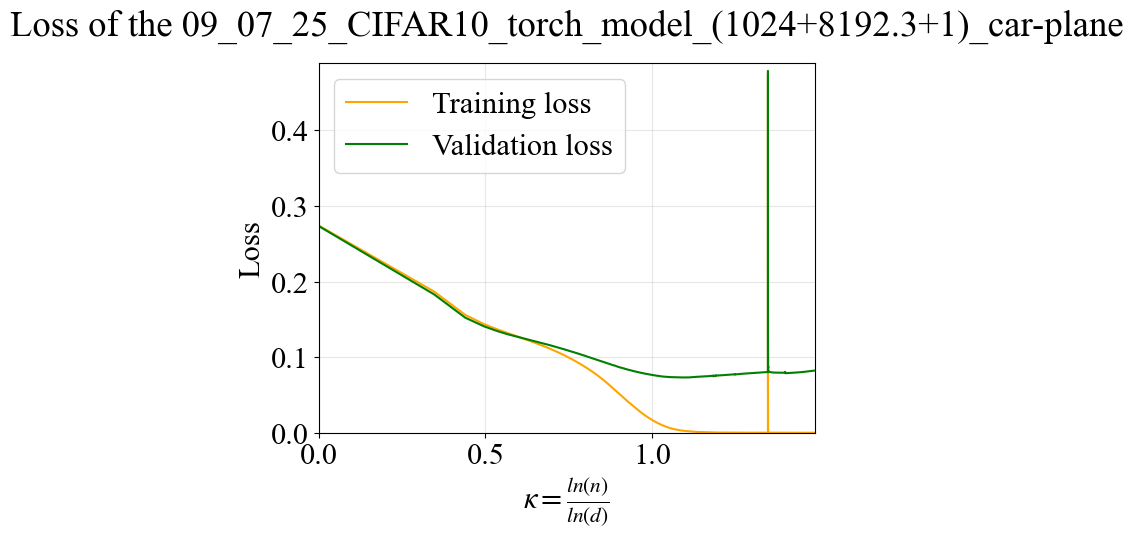 Loss of the 09_07_25_CIFAR10_torch_model_(1024+8192.3+1)_car-plane
Training loss
Validation loss
Loss
0.4
0.3
0.2
0.1
0.0
0.0 0.5 1.0
κ = ln(n)/ln(d)